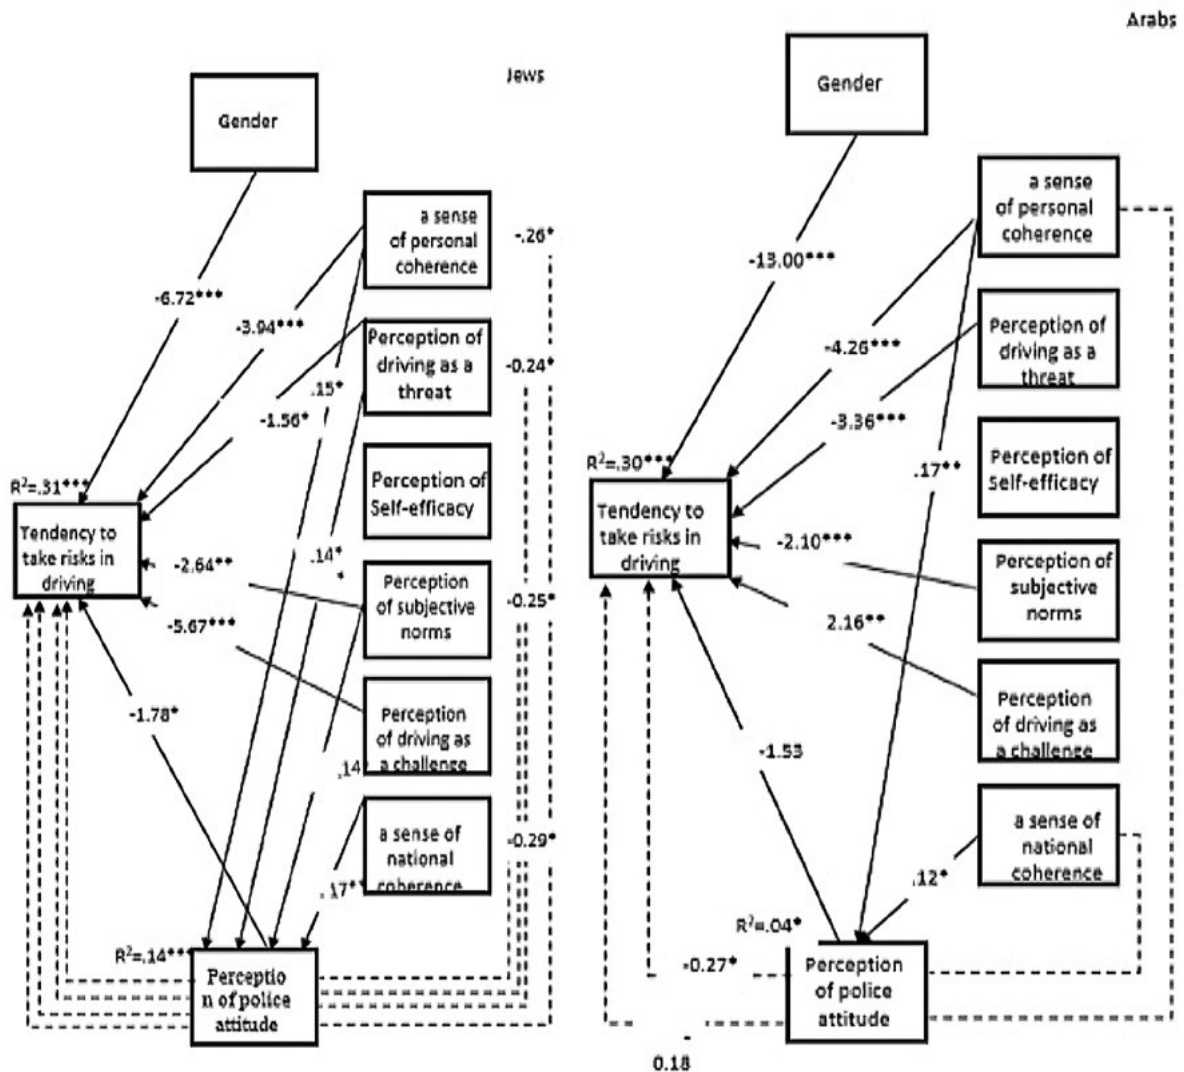 Jews
Gender
a sense
of personal
coherence
-.26*
-6.72***
-3.94***
Perception of
driving as a
threat
-0.24*
.15*
-1.56*
Perception of
Self-efficacy
R²=.31***
Tendency to
take risks in
driving
-2.64**
.14*
*
Perception
of subjective
norms
-0.25*
-5.67***
Perception
of driving as
a challenge
-1.78*
.14
a sense of
national
coherence
-0.29*
.17**
R²=.14***
Perceptio
n of police
attitude
Arabs
Gender
a sense
of personal
coherence
-13.00***
Perception of
driving as a
threat
-4.26***
-3.36***
Perception of
Self-efficacy
R²=.30***
.17**
Tendency to
take risks in
driving
-2.10***
Perception
of subjective
norms
2.16**
Perception
of driving as
a challenge
-1.53
a sense of
national
coherence
.12*
R²=.04*
-0.27*
Perception
of police
attitude
-
0.18